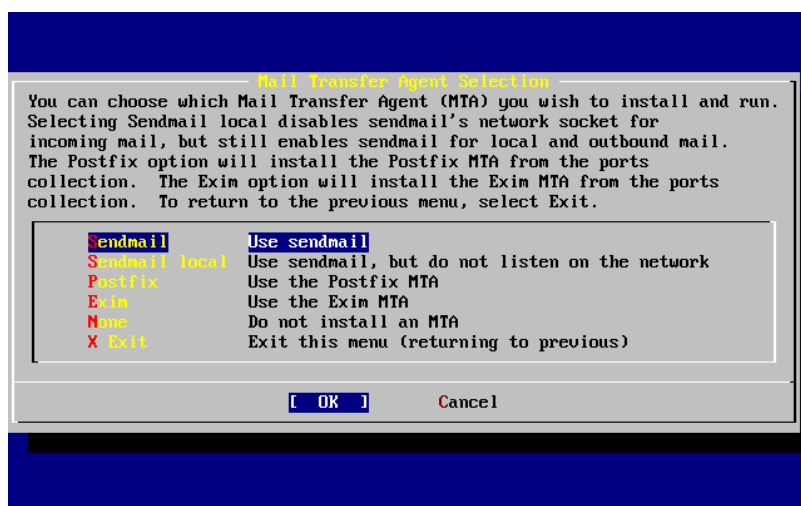 Mail Transfer Agent Selection
You can choose which Mail Transfer Agent (MTA) you wish to install and run.
Selecting Sendmail local disables sendmail's network socket for
incoming mail, but still enables sendmail for local and outbound mail.
The Postfix option will install the Postfix MTA from the ports
collection.  The Exim option will install the Exim MTA from the ports
collection.  To return to the previous menu, select Exit.
Sendmail Use sendmail
Sendmail local Use sendmail, but do not listen on the network
Postfix Use the Postfix MTA
Exim Use the Exim MTA
None Do not install an MTA
X Exit Exit this menu (returning to previous)
[ OK ] Cancel